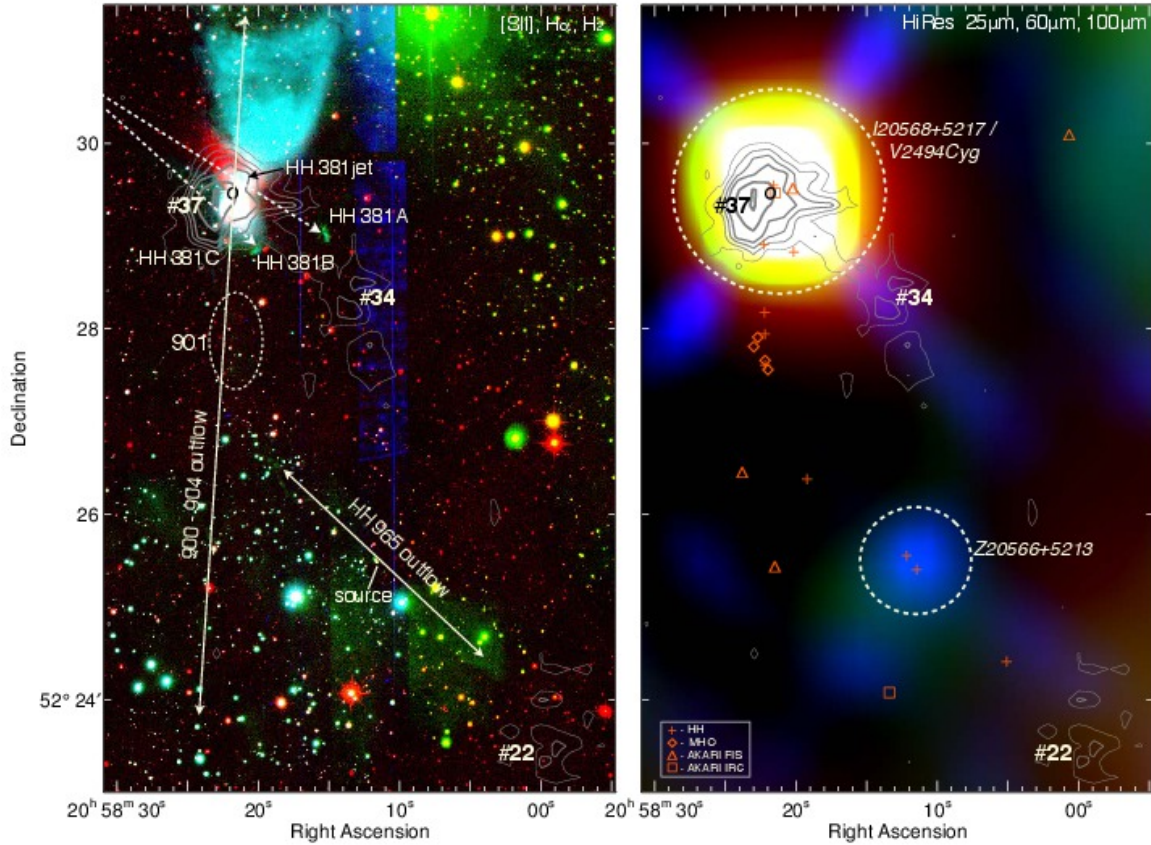 [SII], Hα, H₂
30
28
26
52° 24′
Declination
HH 381 jet
#37
HH 381A
HH 381C
HH 381B
#34
901
900 - 904 outflow
HH 965 outflow
source
#22
20ʰ 58ᵐ 30ˢ
20ˢ
10ˢ
00ˢ
Right Ascension
HiRes 25μm, 60μm, 100μm
I20568+5217 /
V2494Cyg
#37
#34
Z20566+5213
+ - HH
◇ - MHO
△ - AKARI FIS
□ - AKARI IRC
#22
20ʰ 58ᵐ 30ˢ
20ˢ
10ˢ
00ˢ
Right Ascension